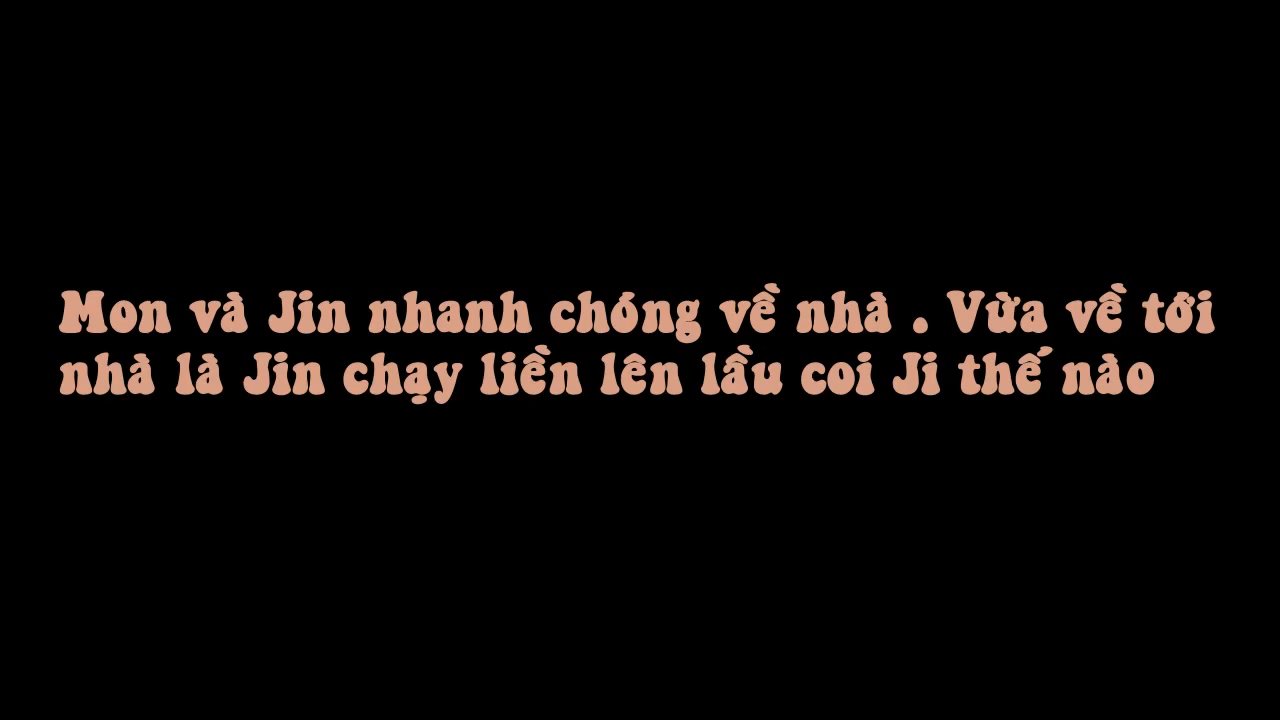 Mon và Jin nhanh chóng về nhà . Vừa về tới
nhà là Jin chạy liền lên lầu coi Ji thế nào